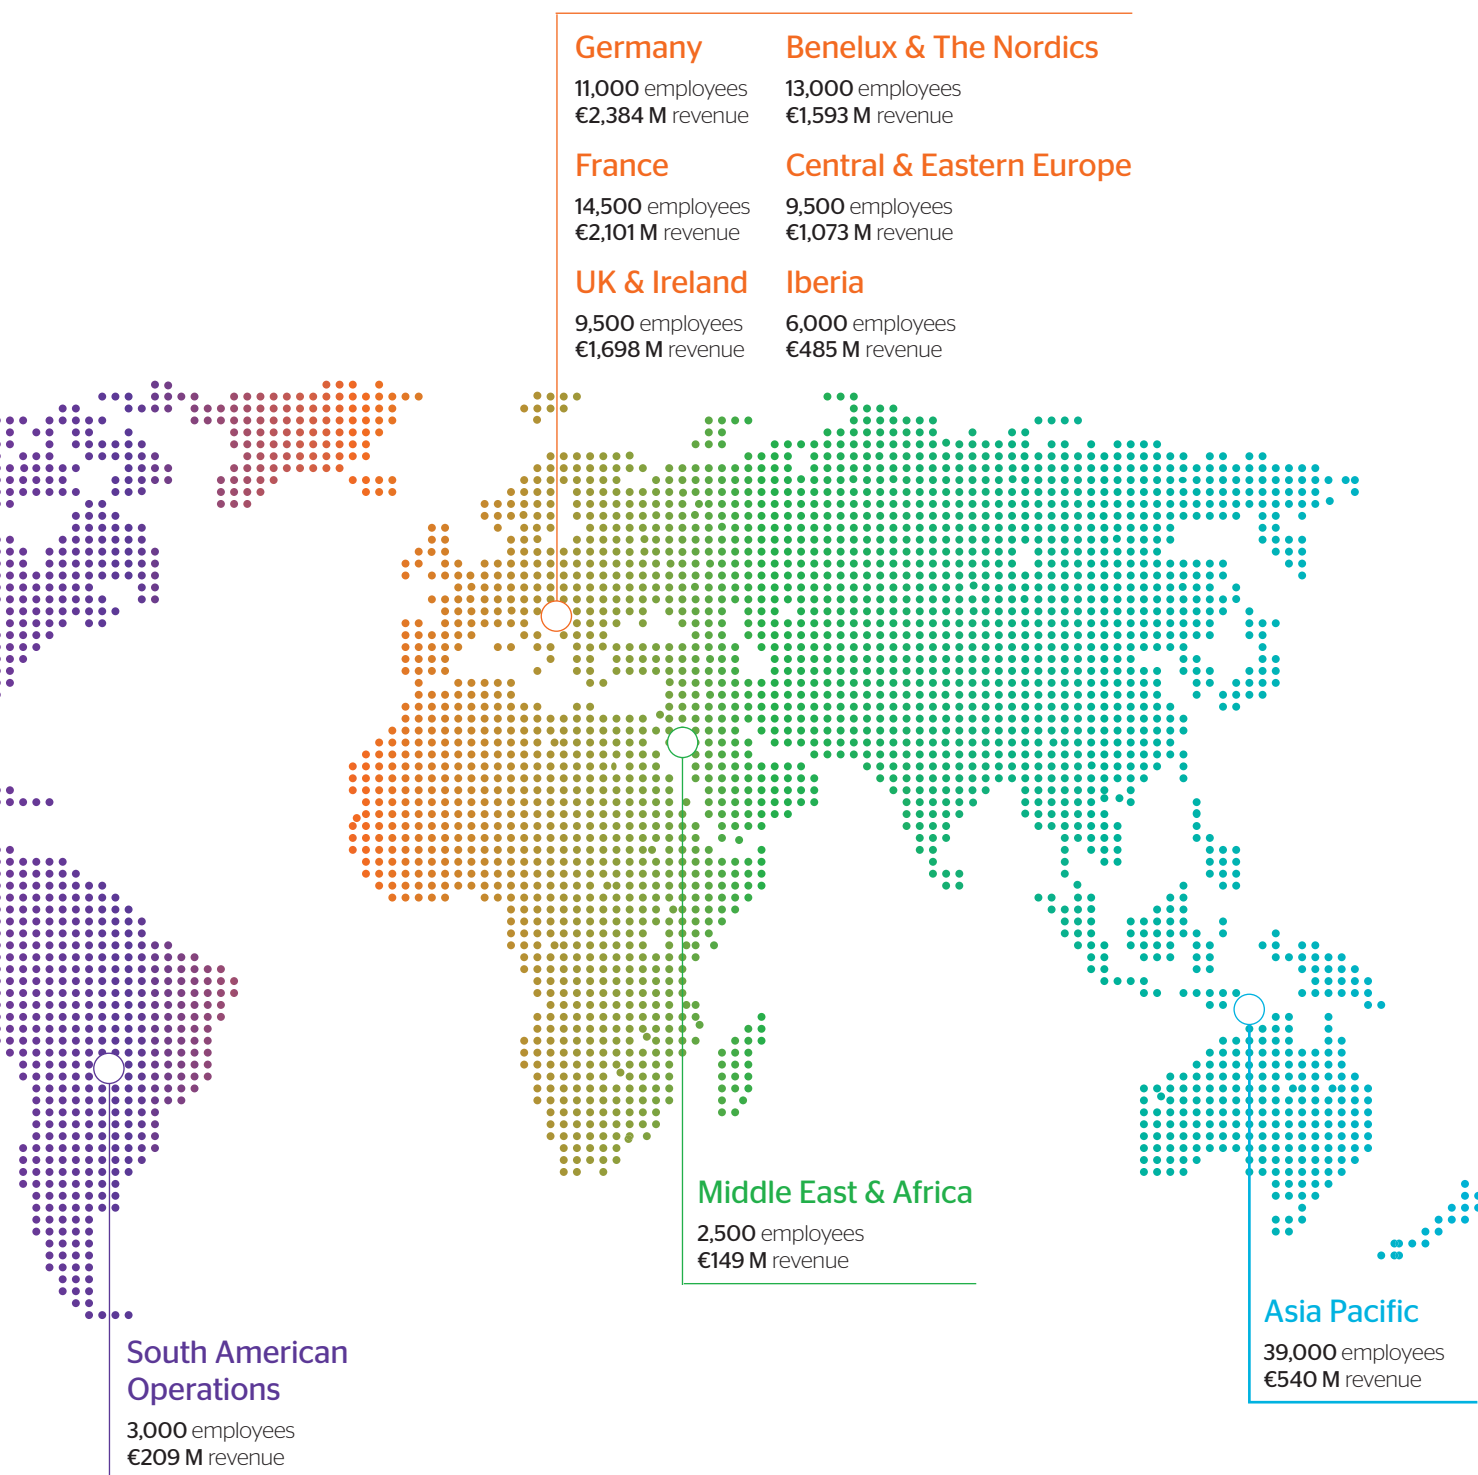 Germany
11,000 employees
€2,384 M revenue
Benelux & The Nordics
13,000 employees
€1,593 M revenue
France
14,500 employees
€2,101 M revenue
Central & Eastern Europe
9,500 employees
€1,073 M revenue
UK & Ireland
9,500 employees
€1,698 M revenue
Iberia
6,000 employees
€485 M revenue
Middle East & Africa
2,500 employees
€149 M revenue
Asia Pacific
39,000 employees
€540 M revenue
South American
Operations
3,000 employees
€209 M revenue